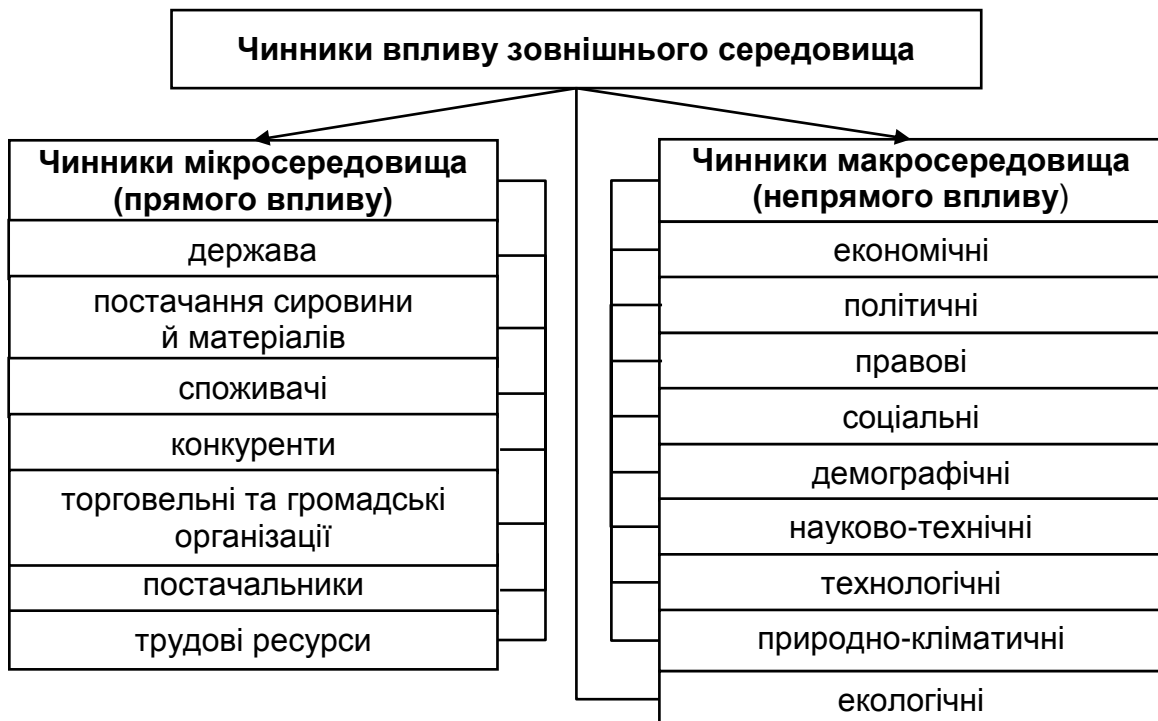 Чинники впливу зовнішнього середовища
Чинники мікросередовища
(прямого впливу)
держава
постачання сировини
й матеріалів
споживачі
конкуренти
торговельні та громадські
організації
постачальники
трудові ресурси
Чинники макросередовища
(непрямого впливу)
економічні
політичні
правові
соціальні
демографічні
науково-технічні
технологічні
природно-кліматичні
екологічні